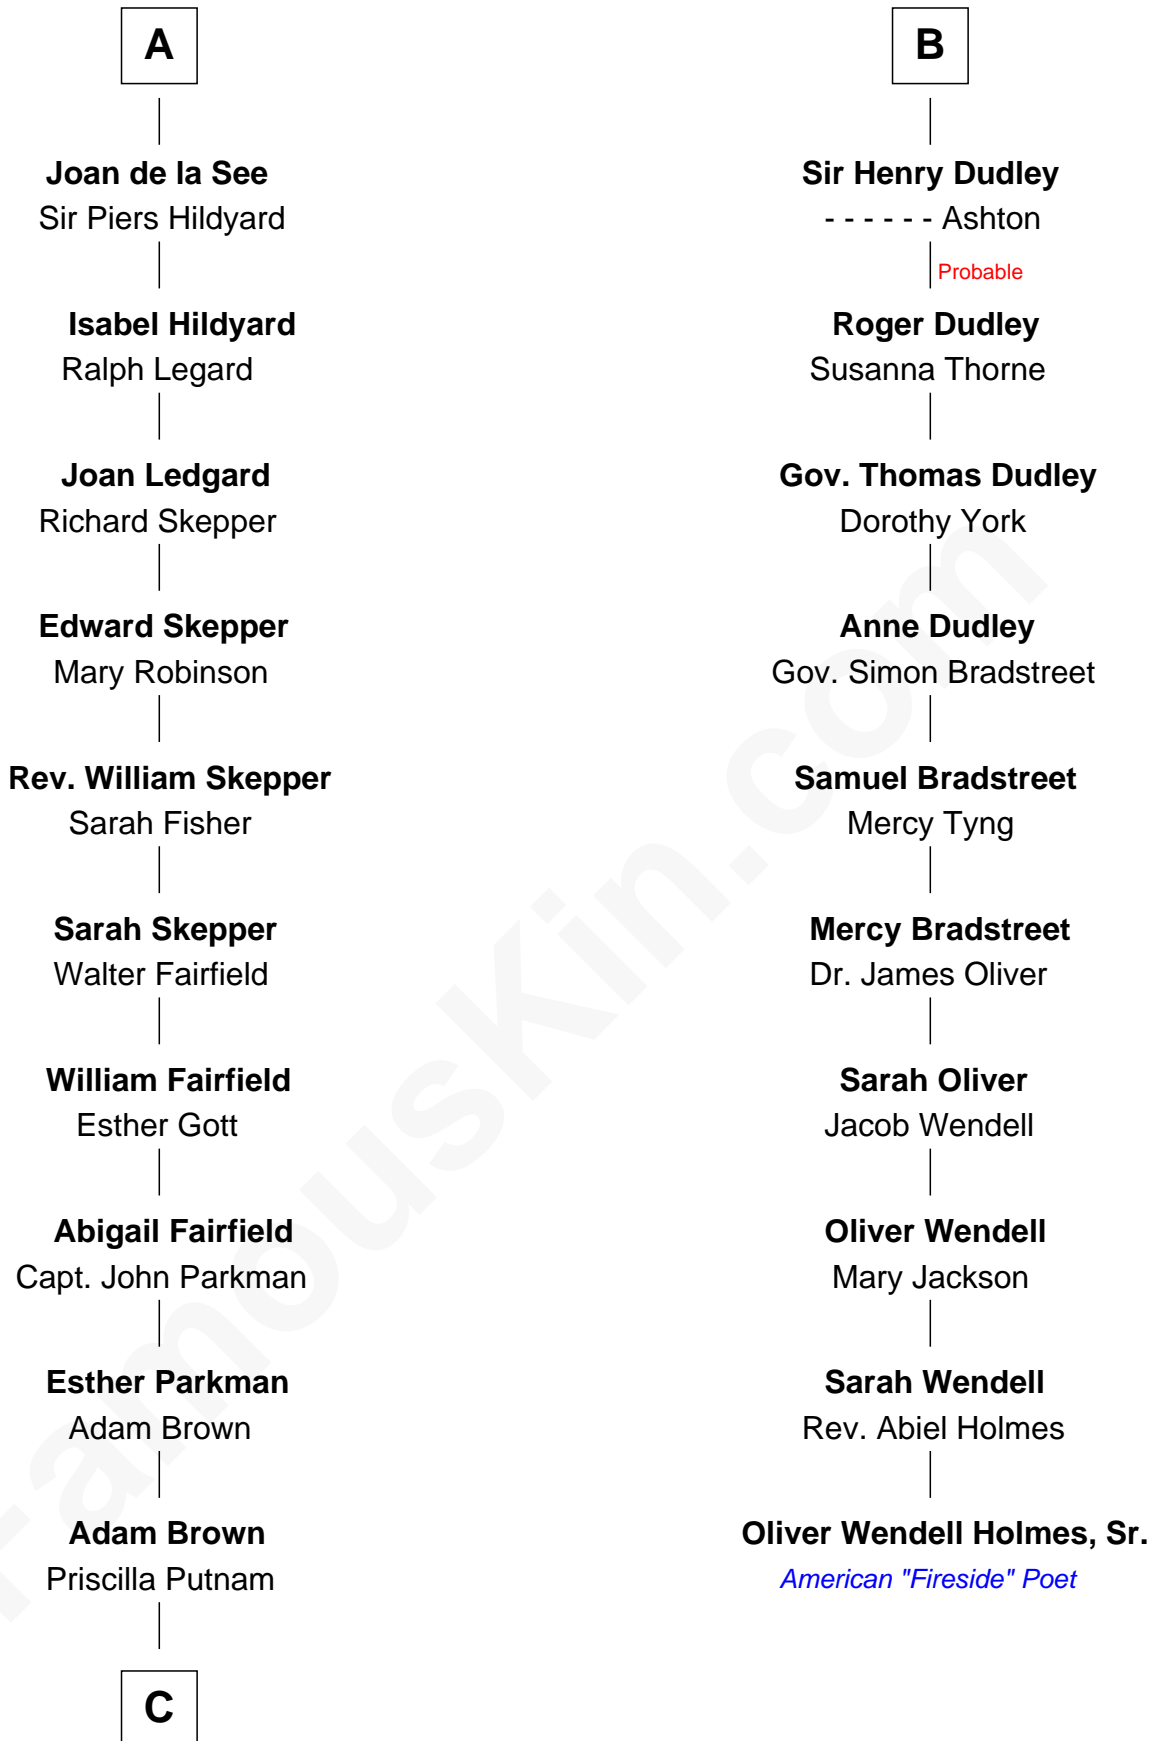 A
Joan de la See
Sir Piers Hildyard
Isabel Hildyard
Ralph Legard
Joan Ledgard
Richard Skepper
Edward Skepper
Mary Robinson
Rev. William Skepper
Sarah Fisher
Sarah Skepper
Walter Fairfield
William Fairfield
Esther Gott
Abigail Fairfield
Capt. John Parkman
Esther Parkman
Adam Brown
Adam Brown
Priscilla Putnam
C
B
Sir Henry Dudley
- - - - - - Ashton
Probable
Roger Dudley
Susanna Thorne
Gov. Thomas Dudley
Dorothy York
Anne Dudley
Gov. Simon Bradstreet
Samuel Bradstreet
Mercy Tyng
Mercy Bradstreet
Dr. James Oliver
Sarah Oliver
Jacob Wendell
Oliver Wendell
Mary Jackson
Sarah Wendell
Rev. Abiel Holmes
Oliver Wendell Holmes, Sr.
American "Fireside" Poet
FamousKin.com